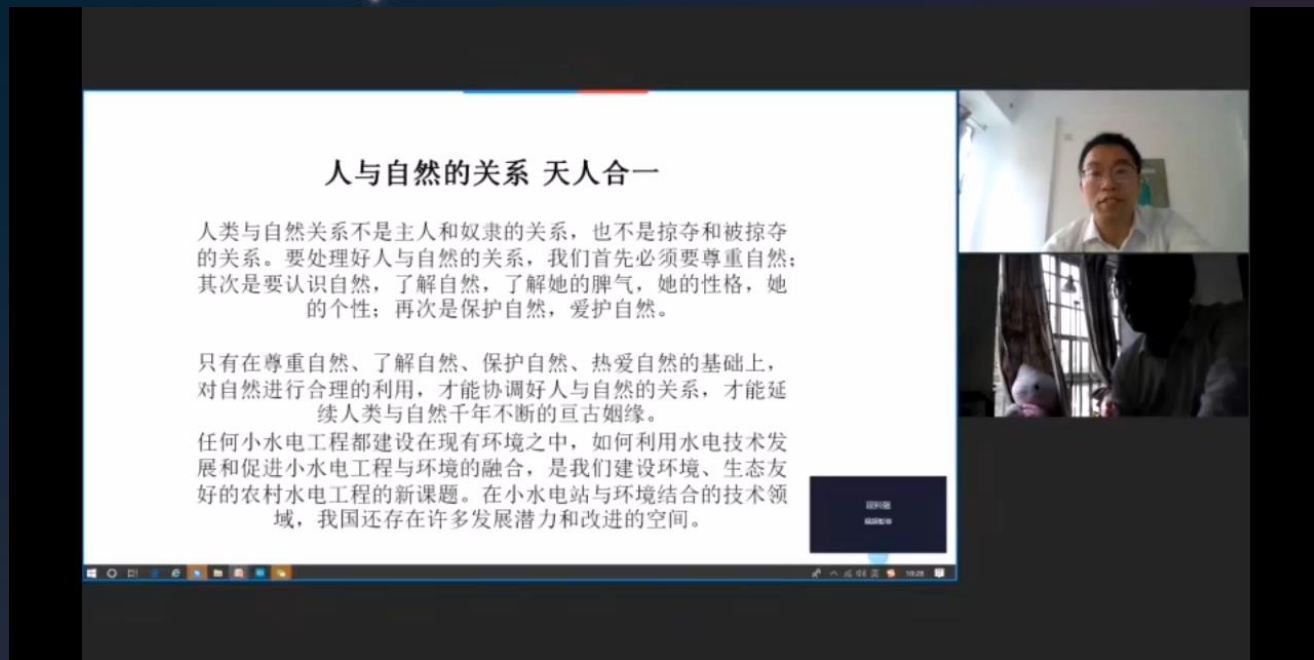 人与自然的关系 天人合一
人类与自然关系不是主人和奴隶的关系，也不是掠夺和被掠夺
的关系。要处理好人与自然的关系，我们首先必须要尊重自然；
其次是要认识自然，了解自然，了解她的脾气，她的性格，她
的个性；再次是保护自然，爱护自然。
只有在尊重自然、了解自然、保护自然、热爱自然的基础上，
对自然进行合理的利用，才能协调好人与自然的关系，才能延
续人类与自然千年不断的亘古姻缘。
任何小水电工程都建设在现有环境之中，如何利用水电技术发
展和促进小水电工程与环境的融合，是我们建设环境、生态友
好的农村水电工程的新课题。在小水电站与环境结合的技术领
域，我国还存在许多发展潜力和改进的空间。
英